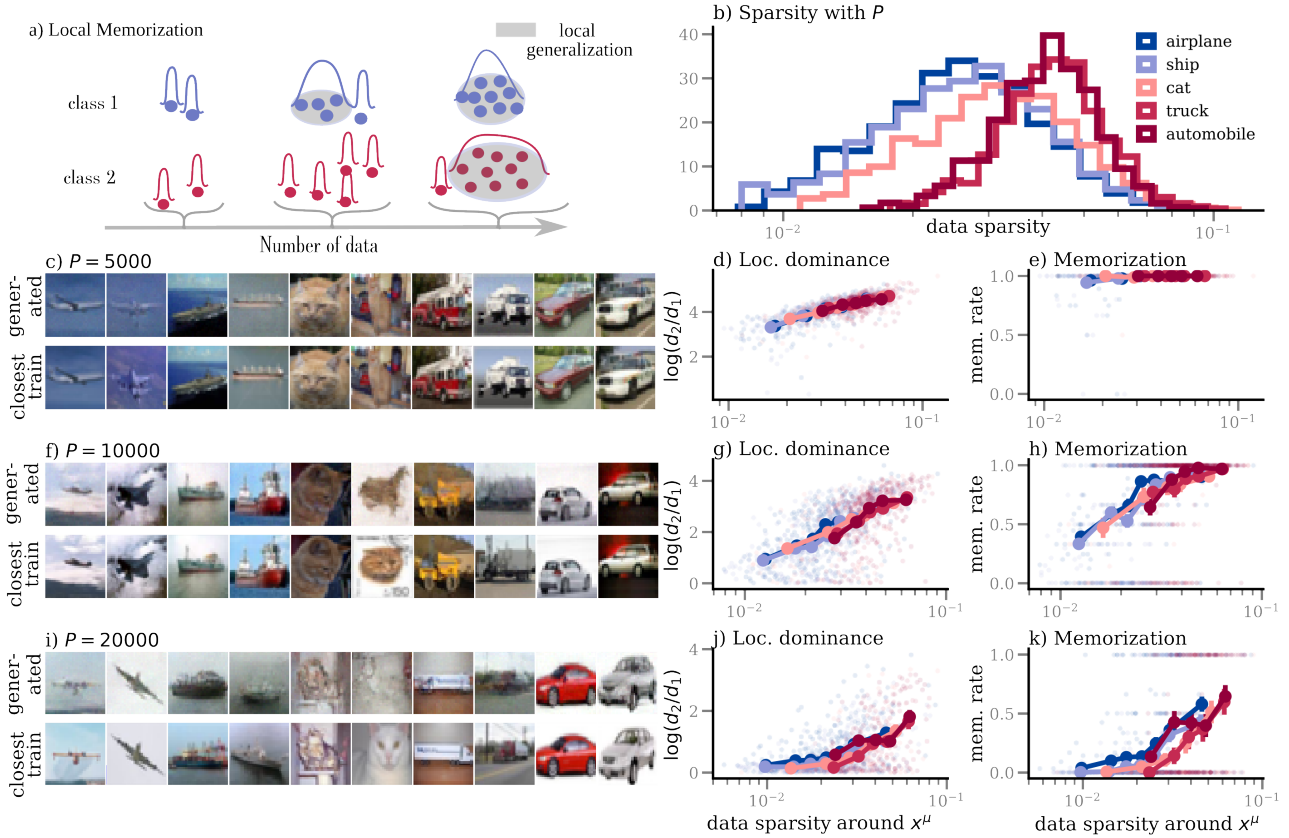 a) Local Memorization
local
generalization
class 1
class 2
Number of data
b) Sparsity with P
40
30
20
10
0
airplane
ship
cat
truck
automobile
10⁻²
data sparsity
10⁻¹
c) P = 5000
gener-
ated
closest
train
d) Loc. dominance
log(d₂/d₁)
4
2
10⁻²
10⁻¹
e) Memorization
mem. rate
1.0
0.5
0.0
10⁻²
10⁻¹
f) P = 10000
gener-
ated
closest
train
150
g) Loc. dominance
log(d₂/d₁)
4
2
0
10⁻²
10⁻¹
h) Memorization
mem. rate
1.0
0.5
0.0
10⁻²
10⁻¹
i) P = 20000
gener-
ated
closest
train
j) Loc. dominance
log(d₂/d₁)
4
2
0
10⁻²
10⁻¹
data sparsity around xᵘ
k) Memorization
mem. rate
1.0
0.5
0.0
10⁻²
10⁻¹
data sparsity around xᵘ